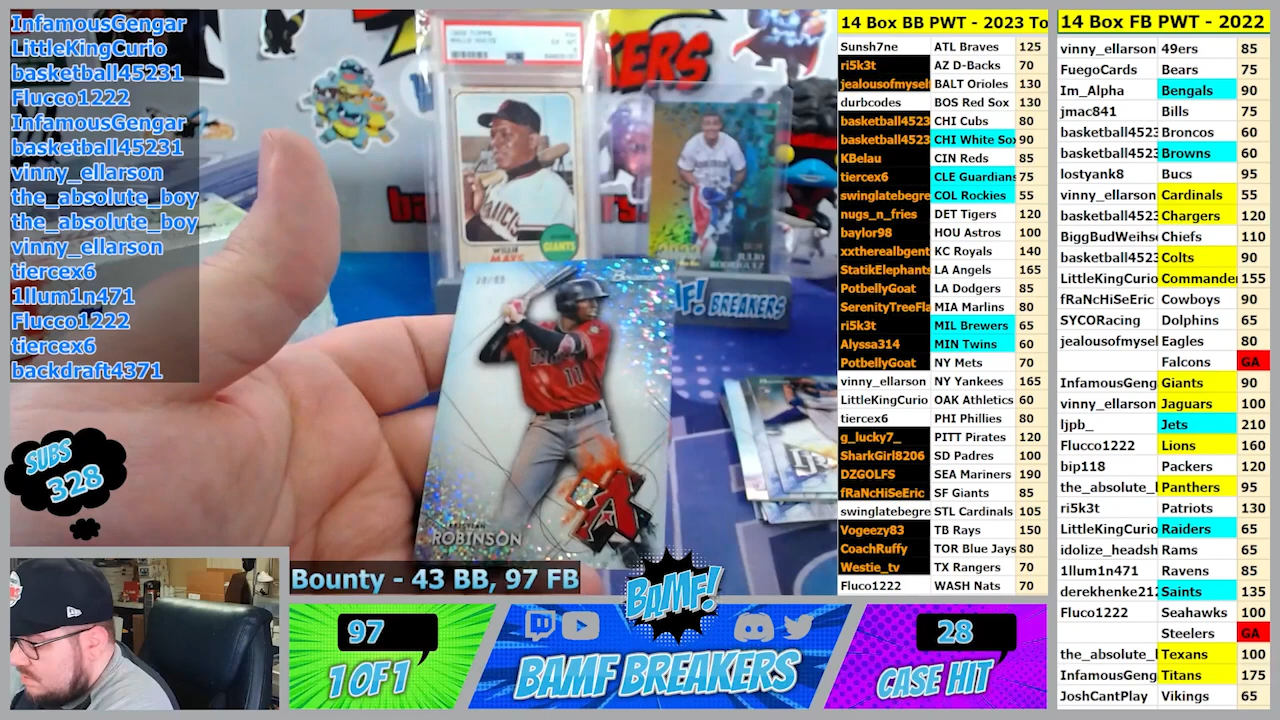 InfamousGengar
LittleKingCurio
basketball45231
Flucco1222
InfamousGengar
basketball45231
vinny_ellarson
the_absolute_boy
the_absolute_boy
vinny_ellarson
tiercex6
1llum1n471
Flucco1222
tiercex6
backdraft4371
SUBS
328
KERS
WILLIE
MAYS
GIANTS
JULIO
BREAKERS
11
ROBINSON
Bounty - 43 BB, 97 FB
97
1 OF 1
BAMF!
BAMF BREAKERS
28
CASE HIT
14 Box BB PWT - 2023 To
Sunsh7ne ATL Braves 125
ri5k3t AZ D-Backs 70
jealousofmysel BALT Orioles 130
durbcodes BOS Red Sox 130
basketball4523 CHI Cubs 80
basketball4523 CHI White Sox 90
KBelau CIN Reds 85
tiercex6 CLE Guardians 75
swinglatebegre COL Rockies 55
nugs_n_fries DET Tigers 120
baylor98 HOU Astros 100
xxtherealbgent KC Royals 140
StatikElephants LA Angels 165
PotbellyGoat LA Dodgers 85
SerenityTreeFla MIA Marlins 80
ri5k3t MIL Brewers 65
Alyssa314 MIN Twins 60
PotbellyGoat NY Mets 70
vinny_ellarson NY Yankees 165
LittleKingCurio OAK Athletics 60
tiercex6 PHI Phillies 80
g_lucky7_ PITT Pirates 120
SharkGirl8206 SD Padres 100
DZGOLFS SEA Mariners 190
fRaNcHiSeEric SF Giants 85
swinglatebegre STL Cardinals 105
Vogeezy83 TB Rays 150
CoachRuffy TOR Blue Jays 80
Westie_tv TX Rangers 70
Fluco1222 WASH Nats 70
14 Box FB PWT - 2022
vinny_ellarson 49ers 85
FuegoCards Bears 75
Im_Alpha Bengals 90
jmac841 Bills 75
basketball4523 Broncos 60
basketball4523 Browns 60
lostyank8 Bucs 95
vinny_ellarson Cardinals 55
basketball4523 Chargers 120
BiggBudWeihse Chiefs 110
basketball4523 Colts 90
LittleKingCurio Commande 155
fRaNcHiSeEric Cowboys 90
SYCORacing Dolphins 65
jealousofmysel Eagles 80
Falcons GA
InfamousGeng Giants 90
vinny_ellarson Jaguars 100
ljpb_ Jets 210
Flucco1222 Lions 160
bip118 Packers 120
the_absolute_l Panthers 95
ri5k3t Patriots 130
LittleKingCurio Raiders 65
idolize_headsh Rams 65
1llum1n471 Ravens 85
derekhenke212 Saints 135
Fluco1222 Seahawks 100
Steelers GA
the_absolute_l Texans 100
InfamousGeng Titans 175
JoshCantPlay Vikings 65